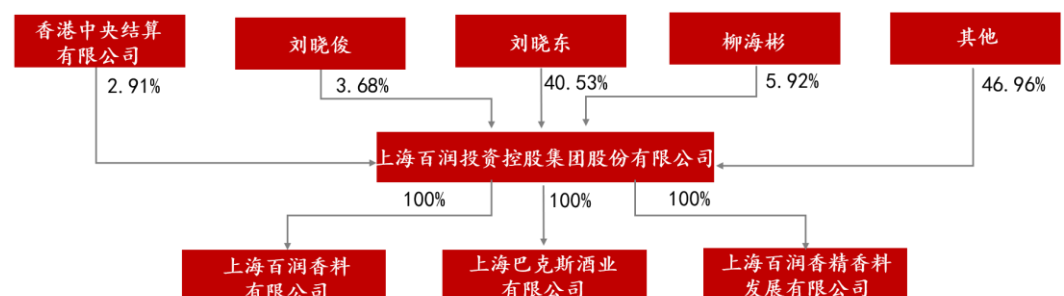 香港中央结算
有限公司
刘晓俊
刘晓东
柳海彬
其他
2.91%
3.68%
40.53%
5.92%
46.96%
上海百润投资控股集团股份有限公司
100%
100%
100%
上海百润香料
有限公司
上海巴克斯酒业
有限公司
上海百润香精香料
发展有限公司